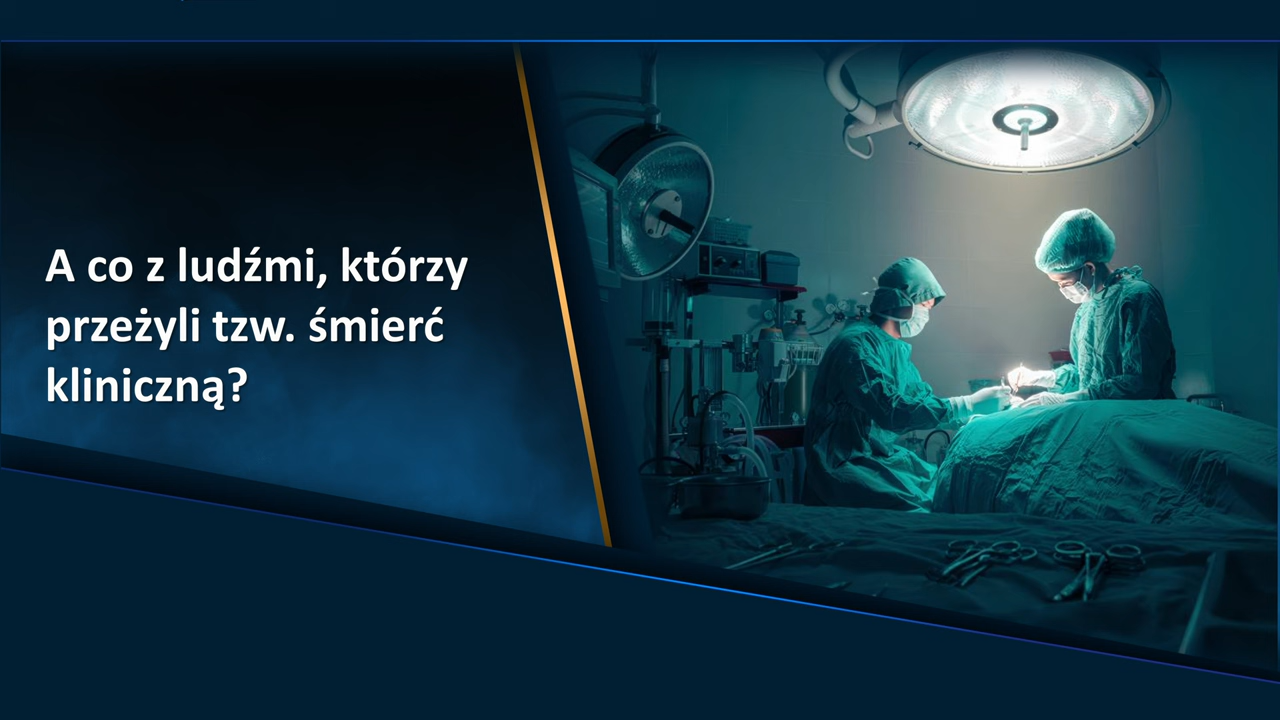 A co z ludźmi, którzy
przeżyli tzw. śmierć
kliniczną?